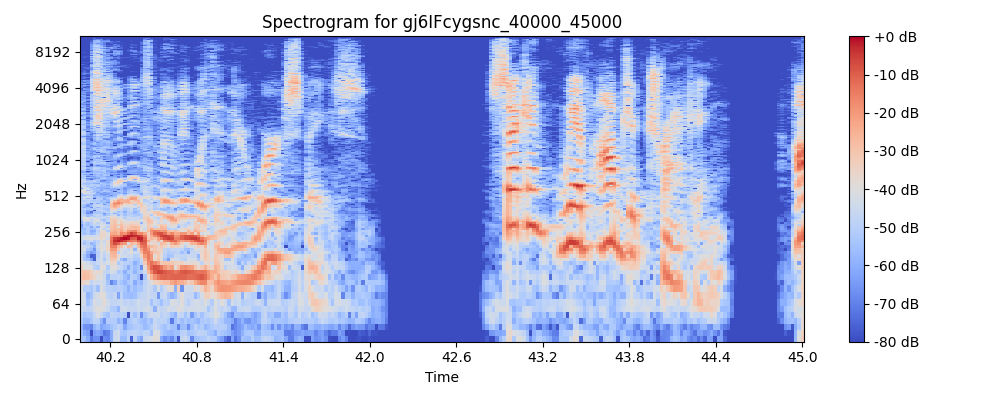 Spectrogram for gj6IFcygsnc_40000_45000
Hz
8192
4096
2048
1024
512
256
128
64
0
40.2 40.8 41.4 42.0 42.6 43.2 43.8 44.4 45.0
Time
+0 dB
-10 dB
-20 dB
-30 dB
-40 dB
-50 dB
-60 dB
-70 dB
-80 dB